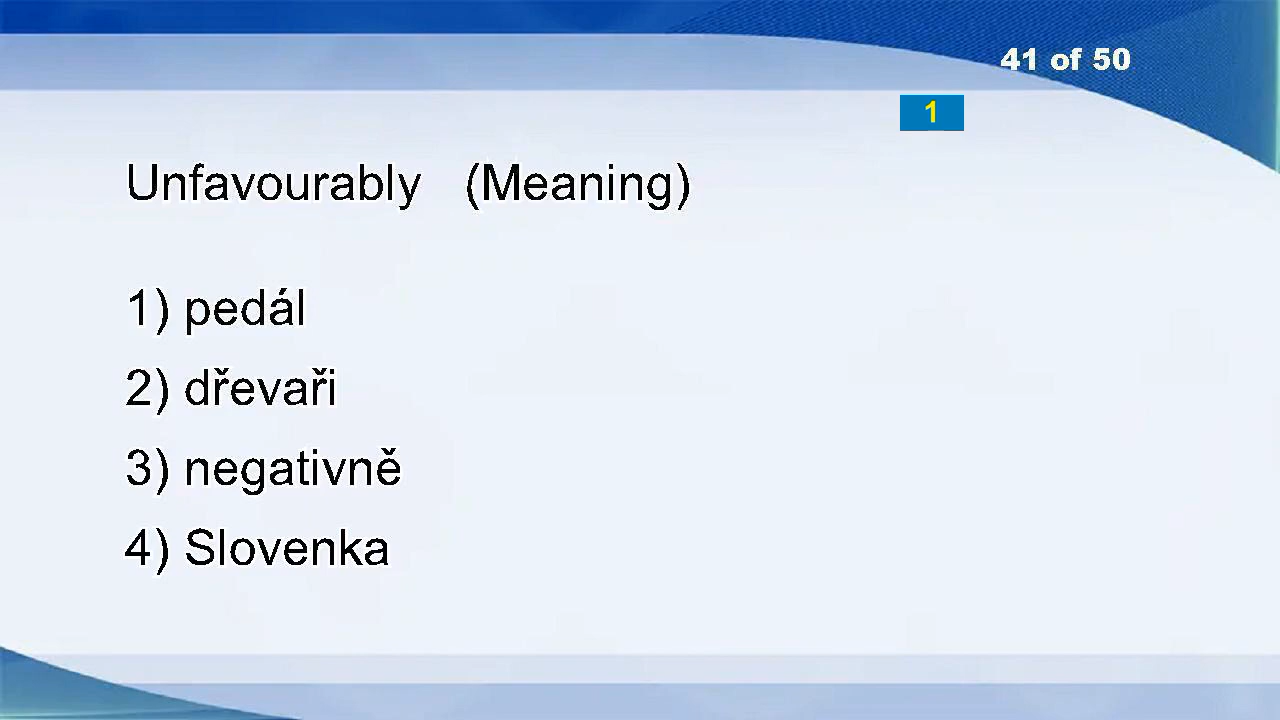 41 of 50
1
Unfavourably (Meaning)
1) pedál
2) dřevaři
3) negativně
4) Slovenka